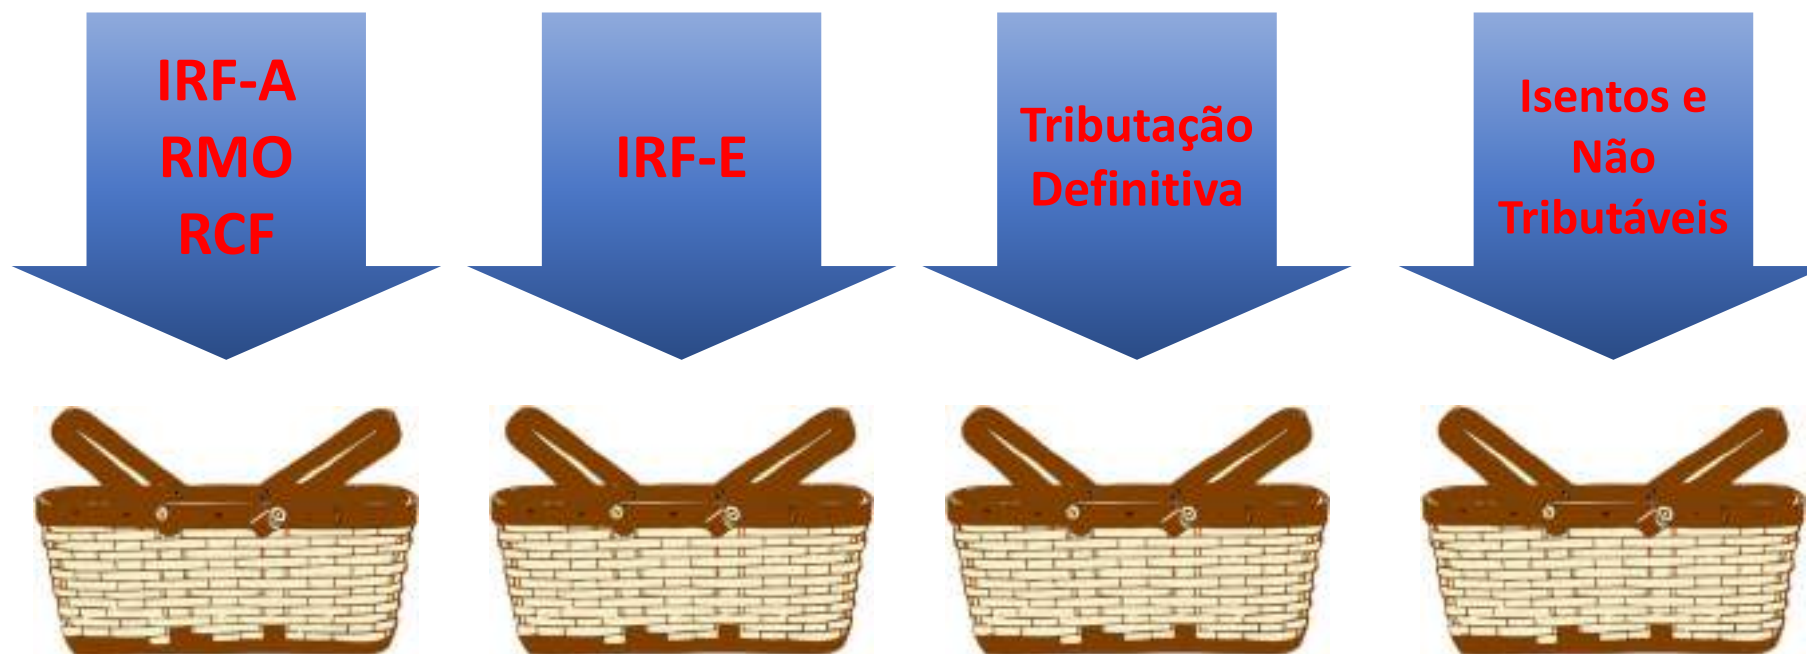 IRF-A
RMO
RCF
IRF-E
Tributação
Definitiva
Isentos e
Não
Tributáveis